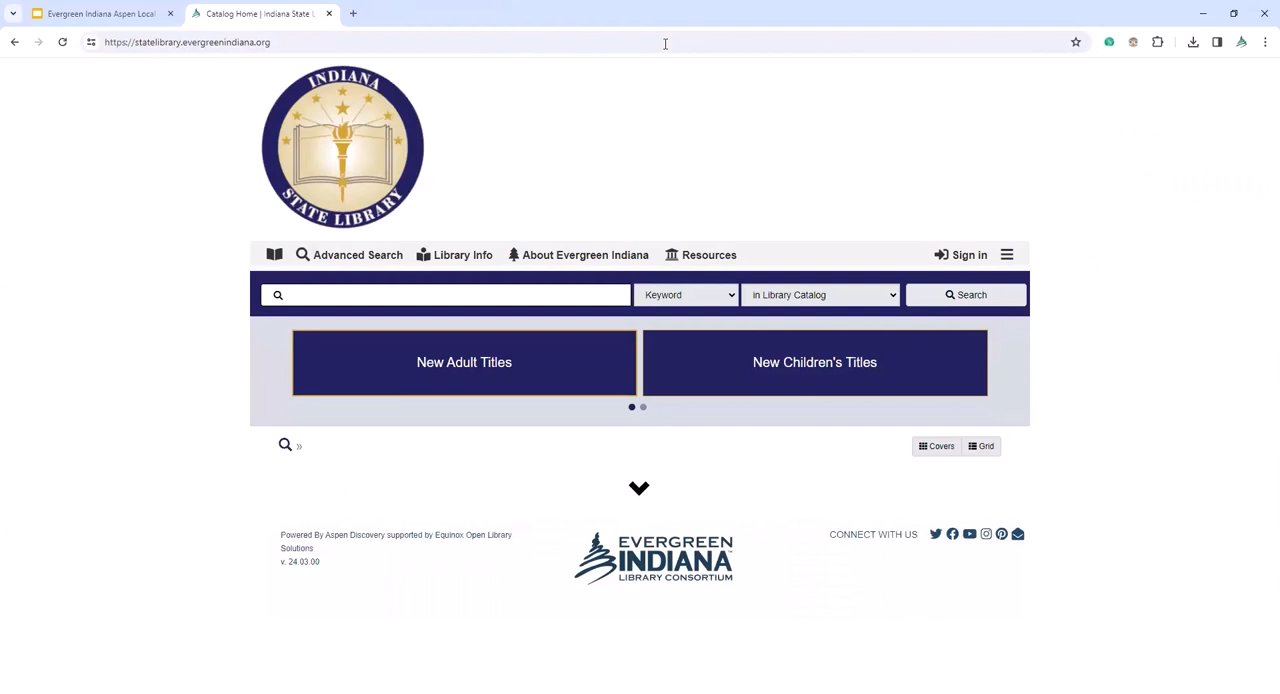 Evergreen Indiana Aspen Local
Catalog Home | Indiana State L
https://statelibrary.evergreenindiana.org
INDIANA
STATE LIBRARY
Advanced Search Library Info About Evergreen Indiana Resources Sign in
Keyword in Library Catalog Search
New Adult Titles New Children's Titles
» Covers Grid
Powered By Aspen Discovery supported by Equinox Open Library
Solutions
v. 24.03.00
EVERGREEN
INDIANA™
LIBRARY CONSORTIUM
CONNECT WITH US